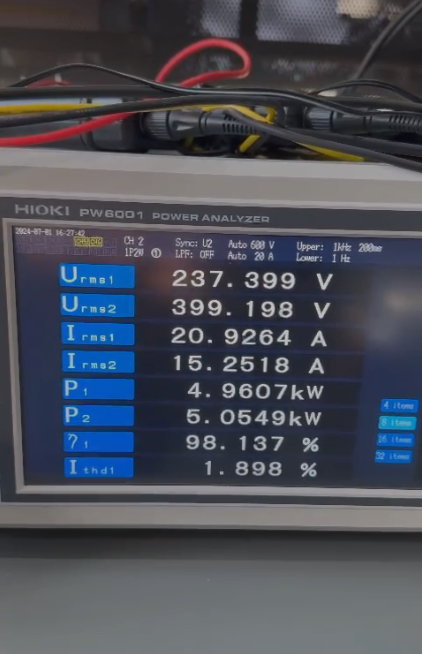 HIOKI PW6001 POWER ANALYZER
2024-07-01 16:27:42
CH 2 Sync: U2 Auto 600 V Upper: 1kHz 200ms
1P2W ① LPF: OFF Auto 20 A Lower: 1 Hz
Urms1 237.399 V
Urms2 399.198 V
Irms1 20.9264 A
Irms2 15.2518 A
P1 4.9607kW
P2 5.0549kW
η1 98.137 %
Ithd1 1.898 %
4 items
8 items
16 items
32 items